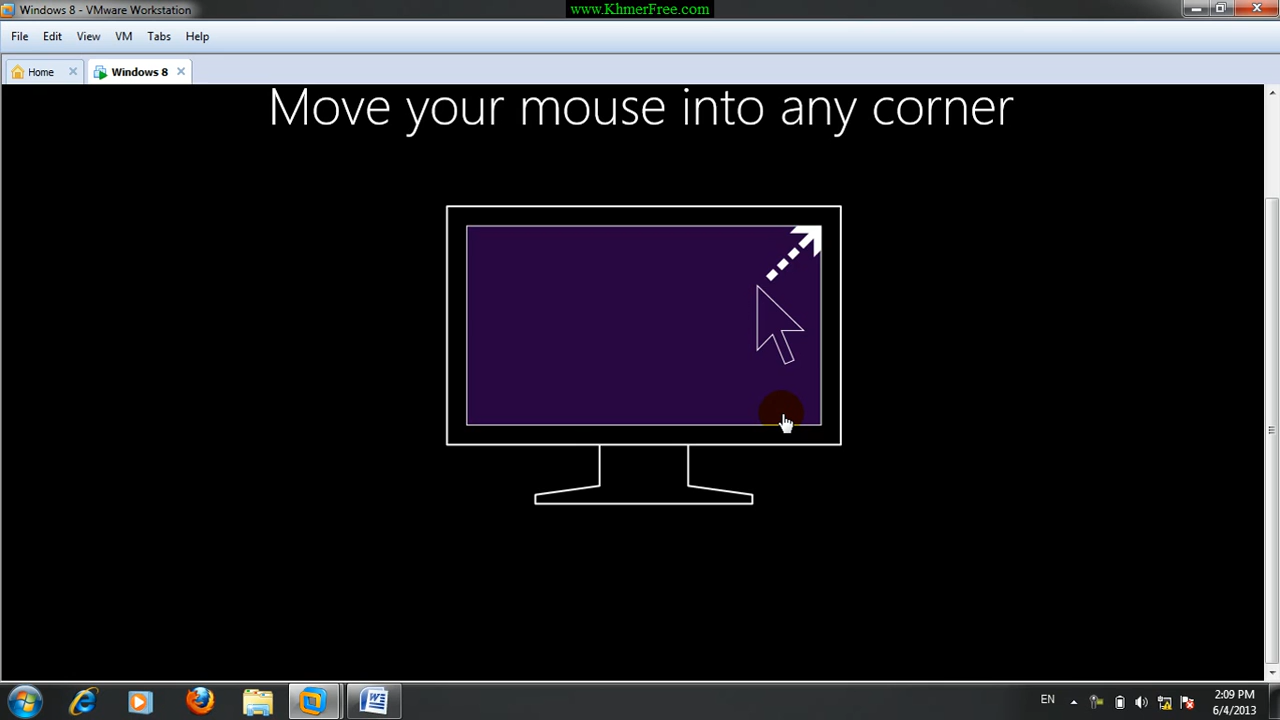 Windows 8 - VMware Workstation
www.KhmerFree.com
File Edit View VM Tabs Help
Home
Windows 8
Move your mouse into any corner
EN
2:09 PM
6/4/2013